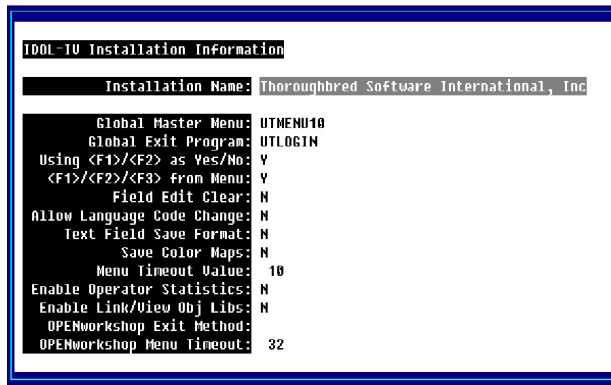 IDOL-IV Installation Information
Installation Name: Thoroughbred Software International, Inc
Global Master Menu: UTMENU10
Global Exit Program: UTLOGIN
Using <F1>/<F2> as Yes/No: Y
<F1>/<F2>/<F3> from Menu: Y
Field Edit Clear: N
Allow Language Code Change: N
Text Field Save Format: N
Save Color Maps: N
Menu Timeout Value: 10
Enable Operator Statistics: N
Enable Link/View Obj Libs: N
OPENworkshop Exit Method:
OPENworkshop Menu Timeout: 32